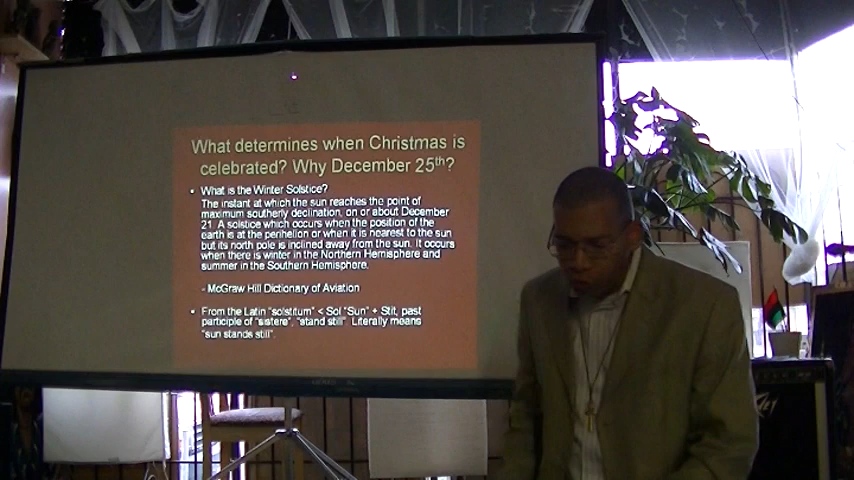 What determines when Christmas is
celebrated? Why December 25th?
▪ What is the Winter Solstice?
The instant at which the sun reaches the point of
maximum southerly declination, on or about December
21. A solstice which occurs when the position of the
earth is at the perihelion or when it is nearest to the sun
but its north pole is inclined away from the sun. It occurs
when there is winter in the Northern Hemisphere and
summer in the Southern Hemisphere.
- McGraw Hill Dictionary of Aviation
▪ From the Latin "solstitum" < Sol "Sun" + Stit, past
participle of "sistere", "stand still". Literally means
"sun stands still".